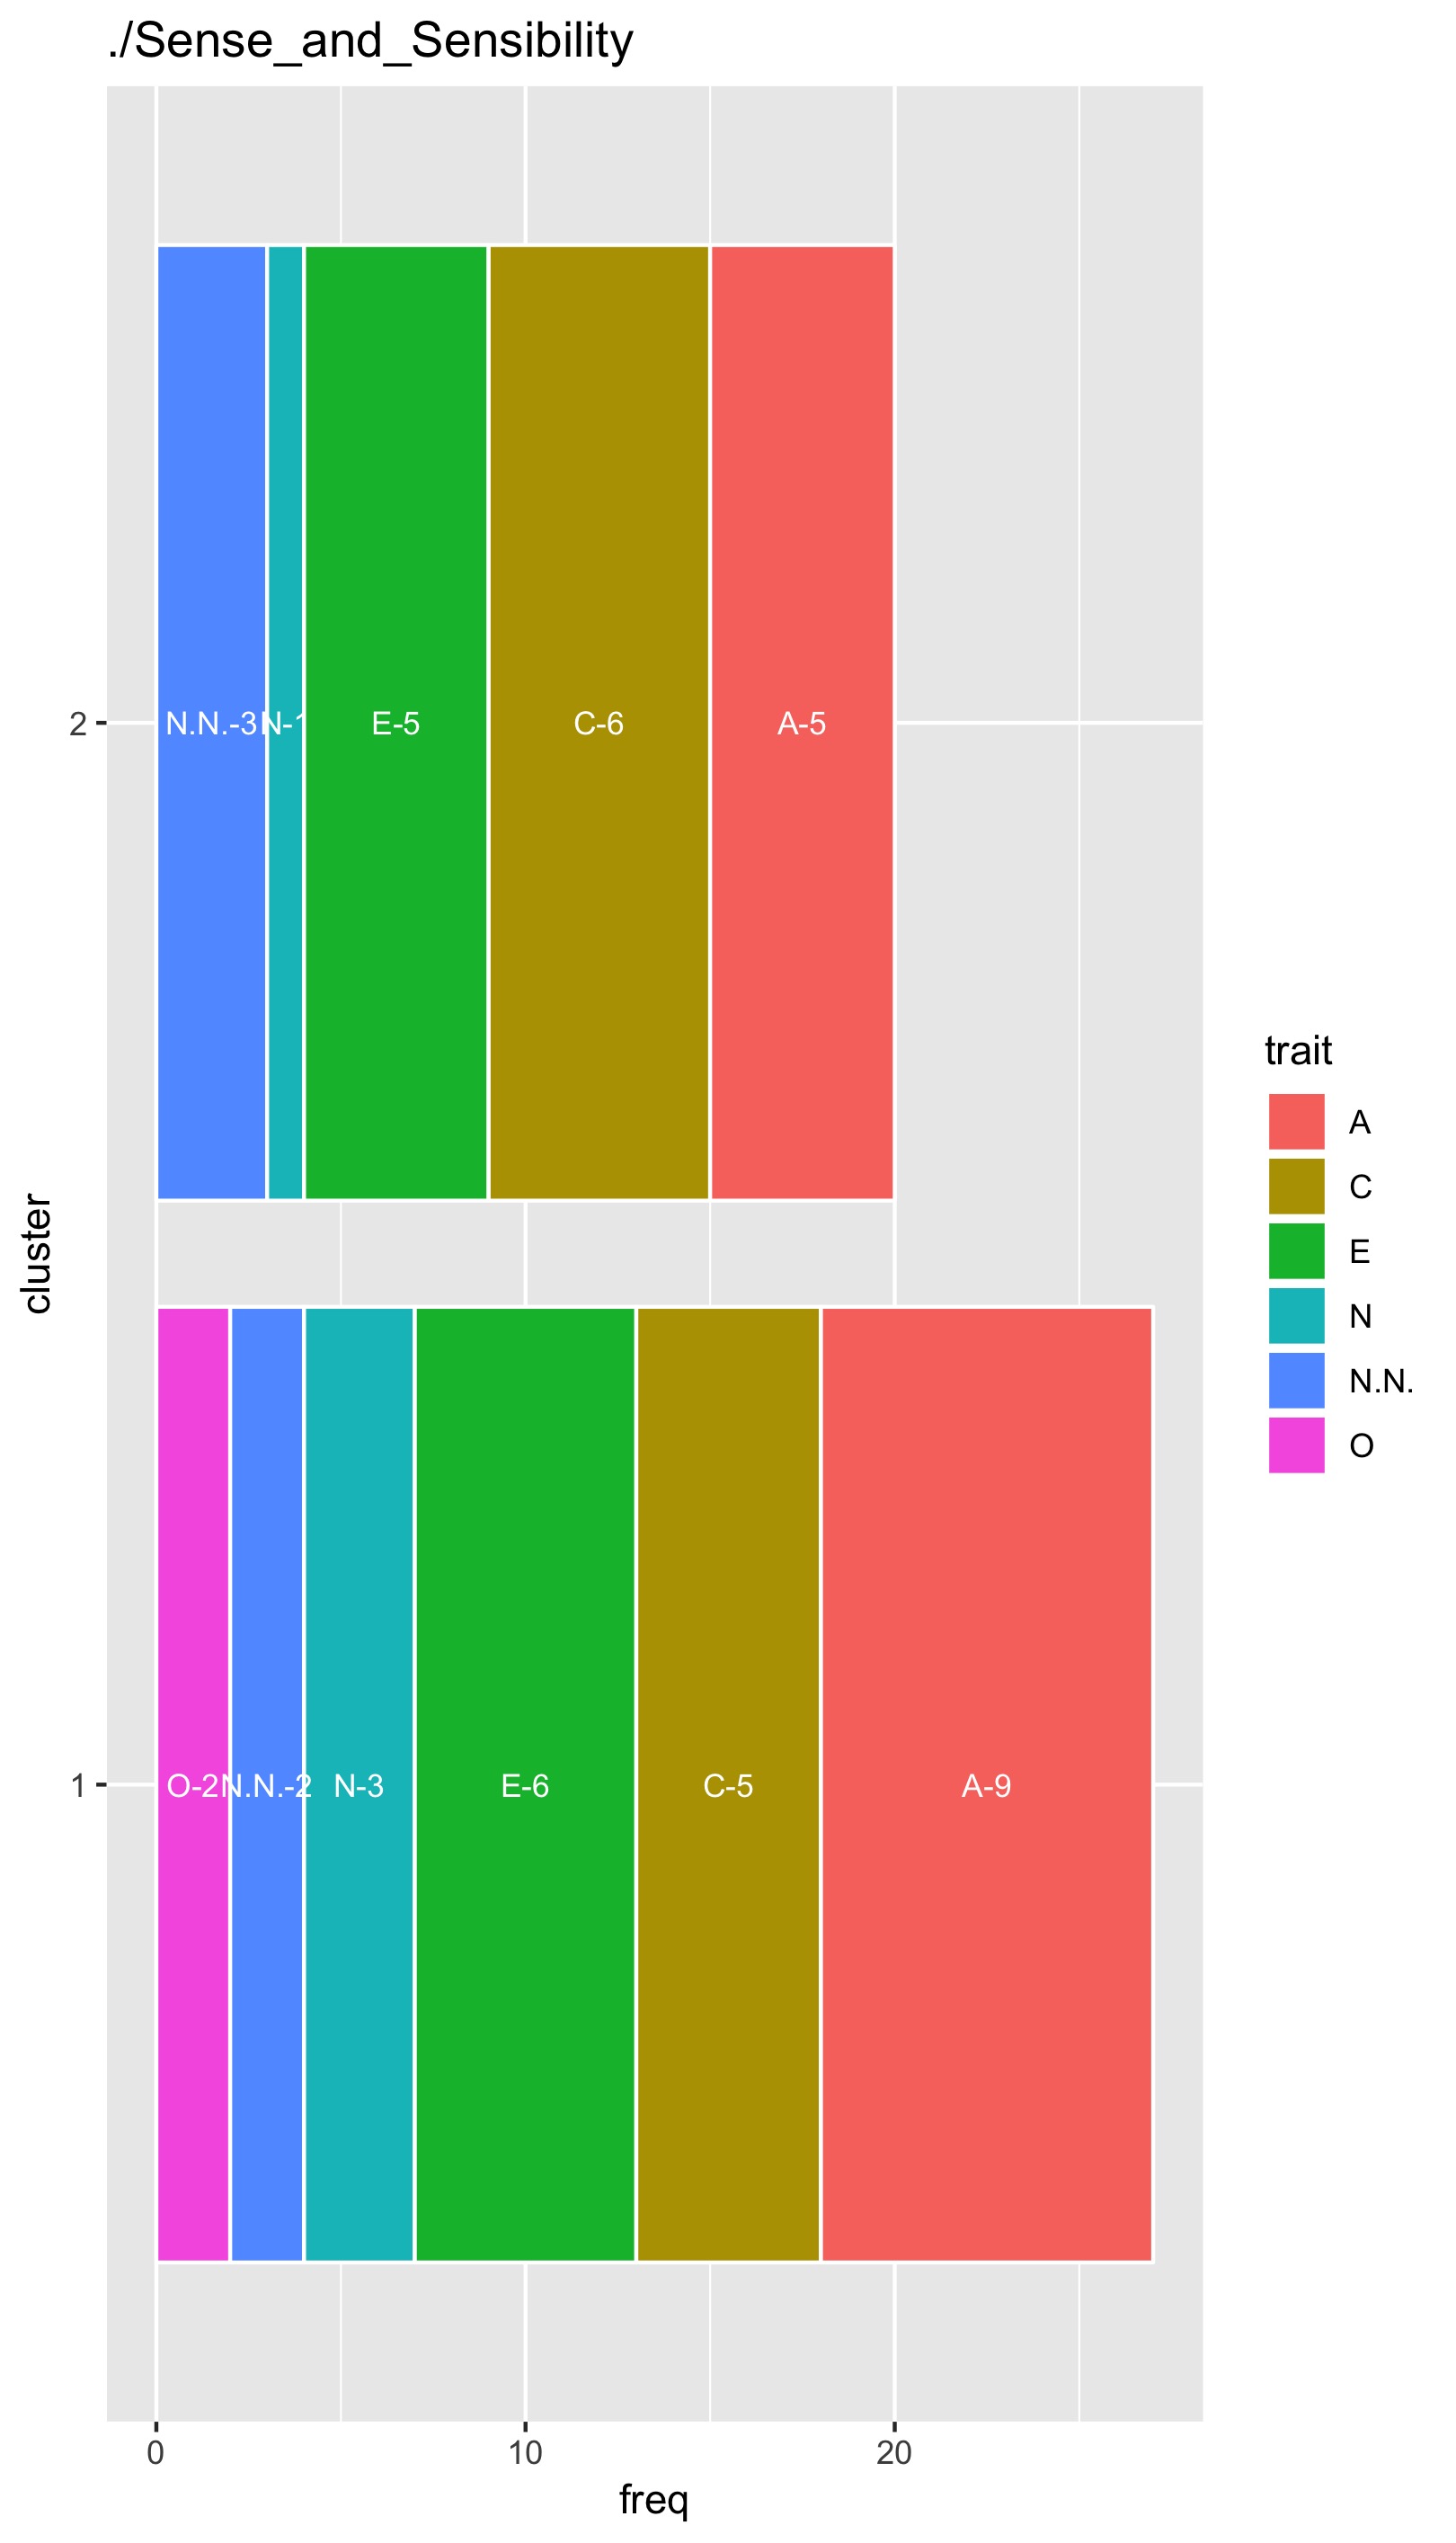 ./Sense_and_Sensibility
2
N.N.-3 N-1 E-5 C-6 A-5
cluster
1
O-2 N.N.-2 N-3 E-6 C-5 A-9
0 10 20
freq
trait
A
C
E
N
N.N.
O